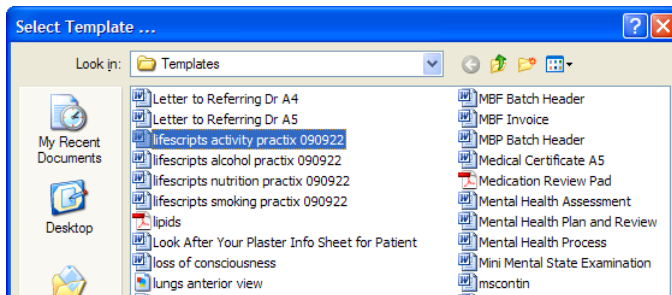 Select Template ...
Look in:
Templates
My Recent
Documents
Desktop
Letter to Referring Dr A4
Letter to Referring Dr A5
lifescripts activity practix 090922
lifescripts alcohol practix 090922
lifescripts nutrition practix 090922
lifescripts smoking practix 090922
lipids
Look After Your Plaster Info Sheet for Patient
loss of consciousness
lungs anterior view
MBF Batch Header
MBF Invoice
MBP Batch Header
Medical Certificate A5
Medication Review Pad
Mental Health Assessment
Mental Health Plan and Review
Mental Health Process
Mini Mental State Examination
mscontin